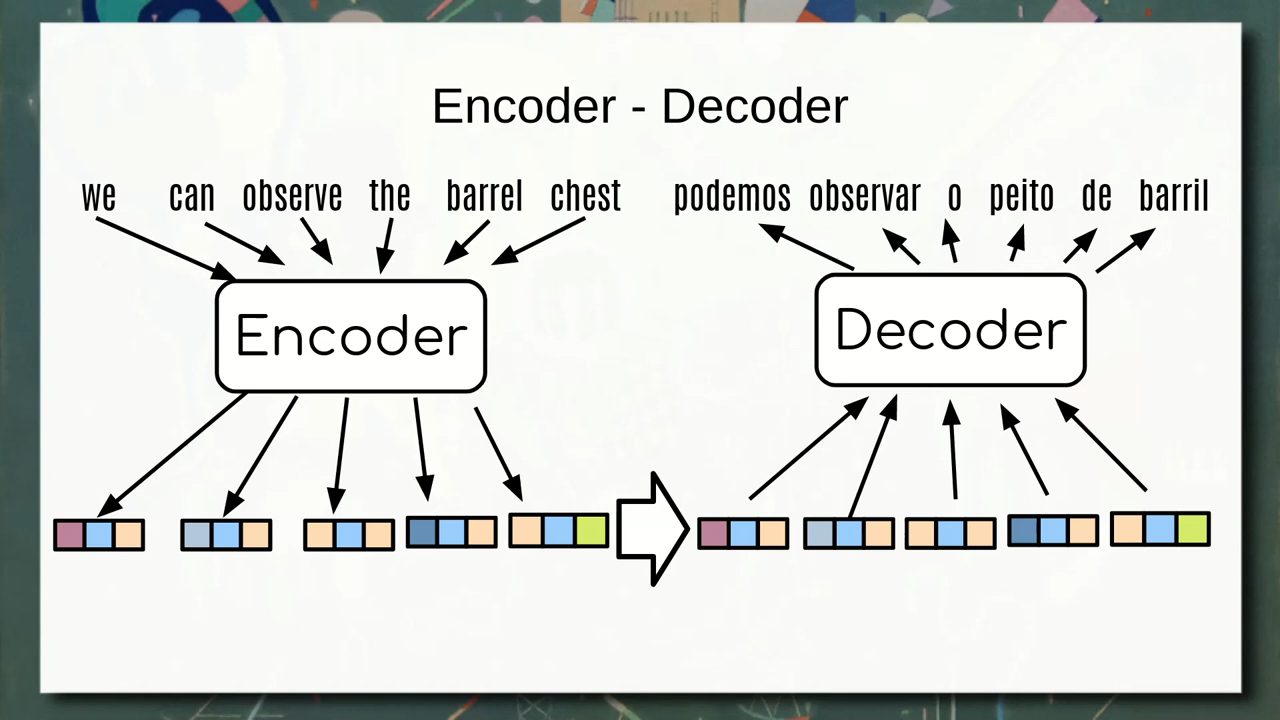 Encoder - Decoder
we can observe the barrel chest
podemos observar o peito de barril
Encoder
Decoder